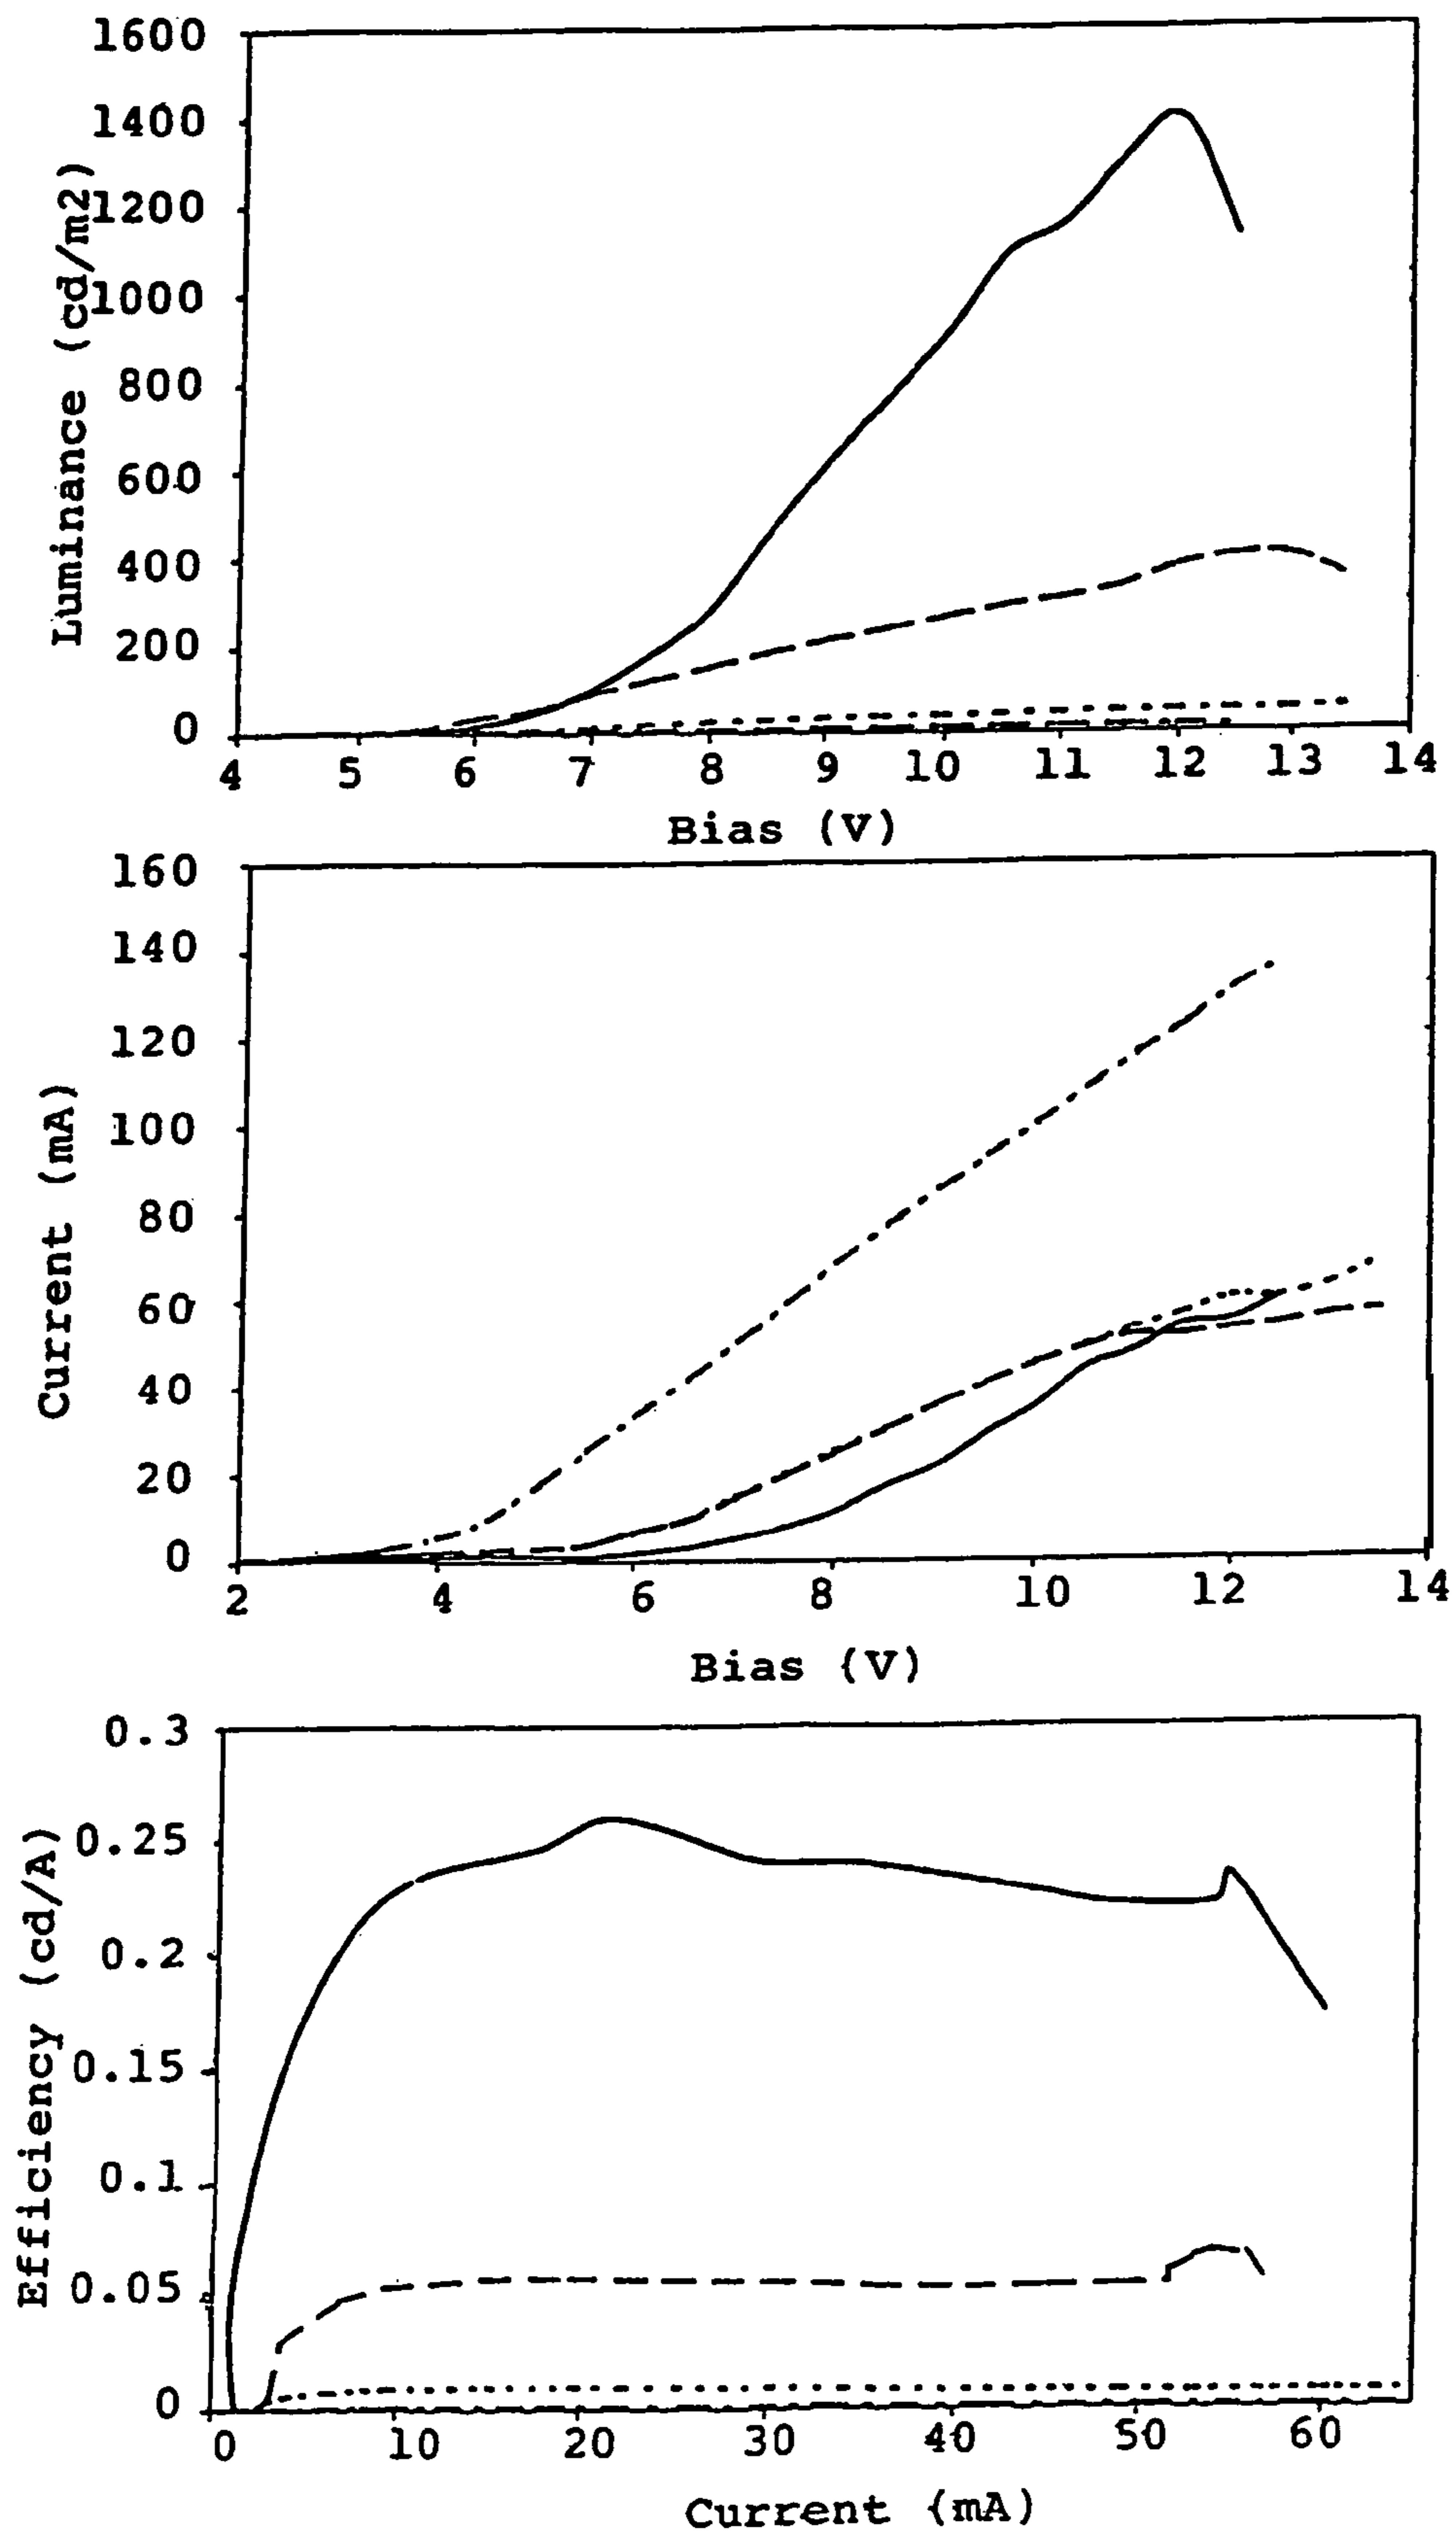 1600
1400
1200
1000
800
600
400
200
0
Luminance (cd/m2)
4 5 6 7 8 9 10 11 12 13 14
Bias (V)
160
140
120
100
80
60
40
20
0
Current (mA)
2 4 6 8 10 12 14
Bias (V)
0.3
0.25
0.2
0.15
0.1
0.05
0
Efficiency (cd/A)
0 10 20 30 40 50 60
Current (mA)